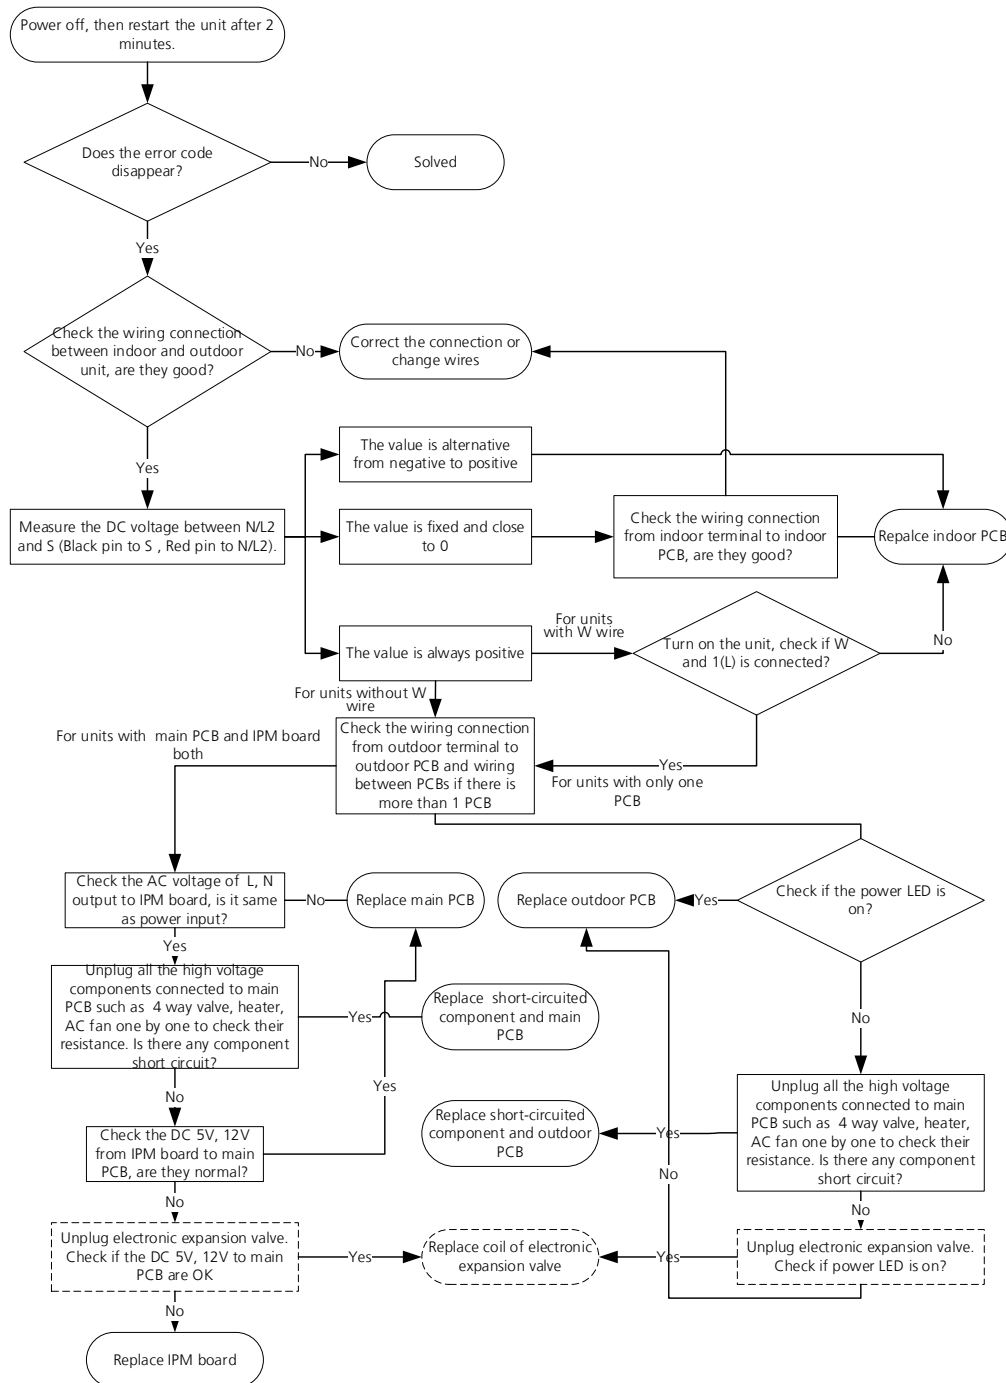 Power off, then restart the unit after 2
minutes.
Does the error code
disappear?
No
Solved
Yes
Check the wiring connection
between indoor and outdoor
unit, are they good?
No
Correct the connection or
change wires
Yes
The value is alternative
from negative to positive
Measure the DC voltage between N/L2
and S (Black pin to S , Red pin to N/L2).
The value is fixed and close
to 0
Check the wiring connection
from indoor terminal to indoor
PCB, are they good?
Repalce indoor PCB
The value is always positive
For units
with W wire
Turn on the unit, check if W
and 1(L) is connected?
No
For units without W
wire
For units with  main PCB and IPM board
both
Check the wiring connection
from outdoor terminal to
outdoor PCB and wiring
between PCBs if there is
more than 1 PCB
Yes
For units with only one
PCB
Check the AC voltage of  L, N
output to IPM board, is it same
as power input?
No
Replace main PCB
Replace outdoor PCB
Yes
Check if the power LED is
on?
Yes
Unplug all the high voltage
components connected to main
PCB such as  4 way valve, heater,
AC fan one by one to check their
resistance. Is there any component
short circuit?
Yes
Replace  short-circuited
component and main
PCB
No
Yes
No
Check the DC 5V, 12V
from IPM board to main
PCB, are they normal?
Replace short-circuited
component and outdoor
PCB
Yes
Unplug all the high voltage
components connected to main
PCB such as  4 way valve, heater,
AC fan one by one to check their
resistance. Is there any component
short circuit?
No
No
No
Unplug electronic expansion valve.
Check if the DC 5V, 12V to main
PCB are OK
Yes
Replace coil of electronic
expansion valve
Yes
Unplug electronic expansion valve.
Check if power LED is on?
No
Replace IPM board